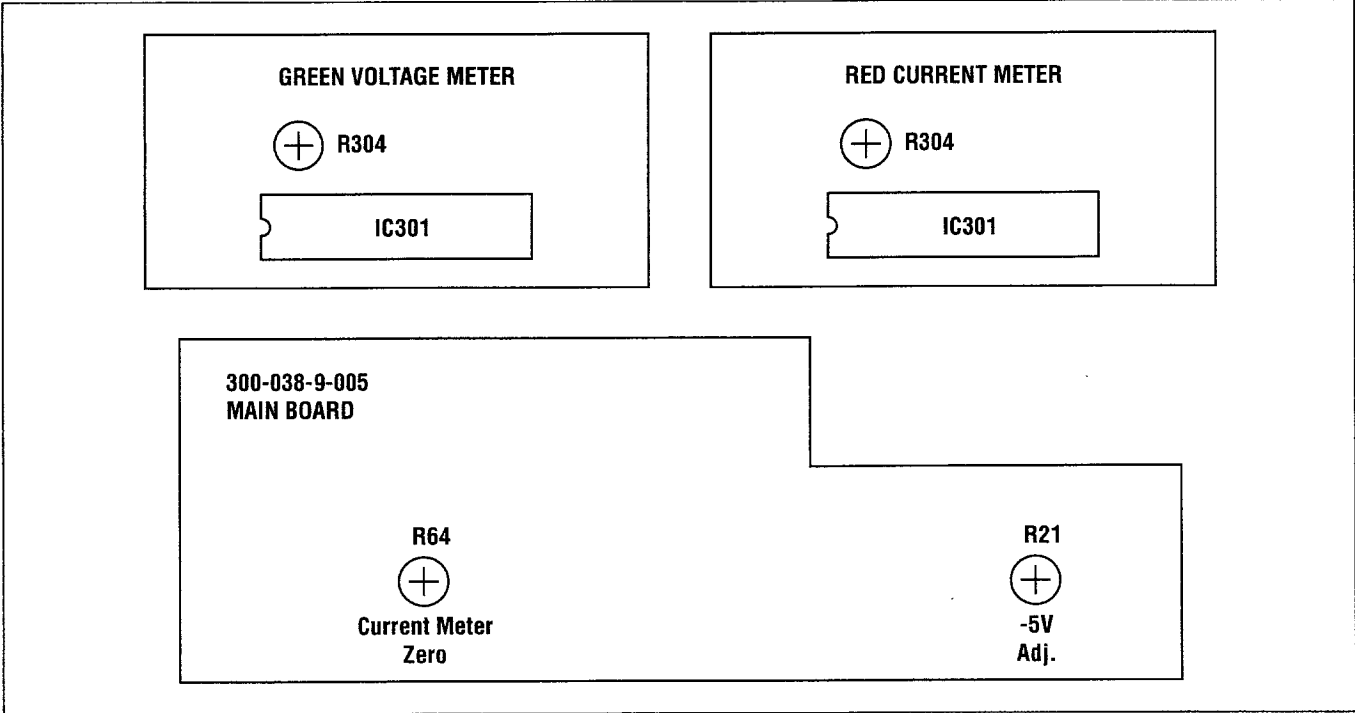 GREEN VOLTAGE METER
R304
IC301
RED CURRENT METER
R304
IC301
300-038-9-005
MAIN BOARD
R64
Current Meter
Zero
R21
-5V
Adj.